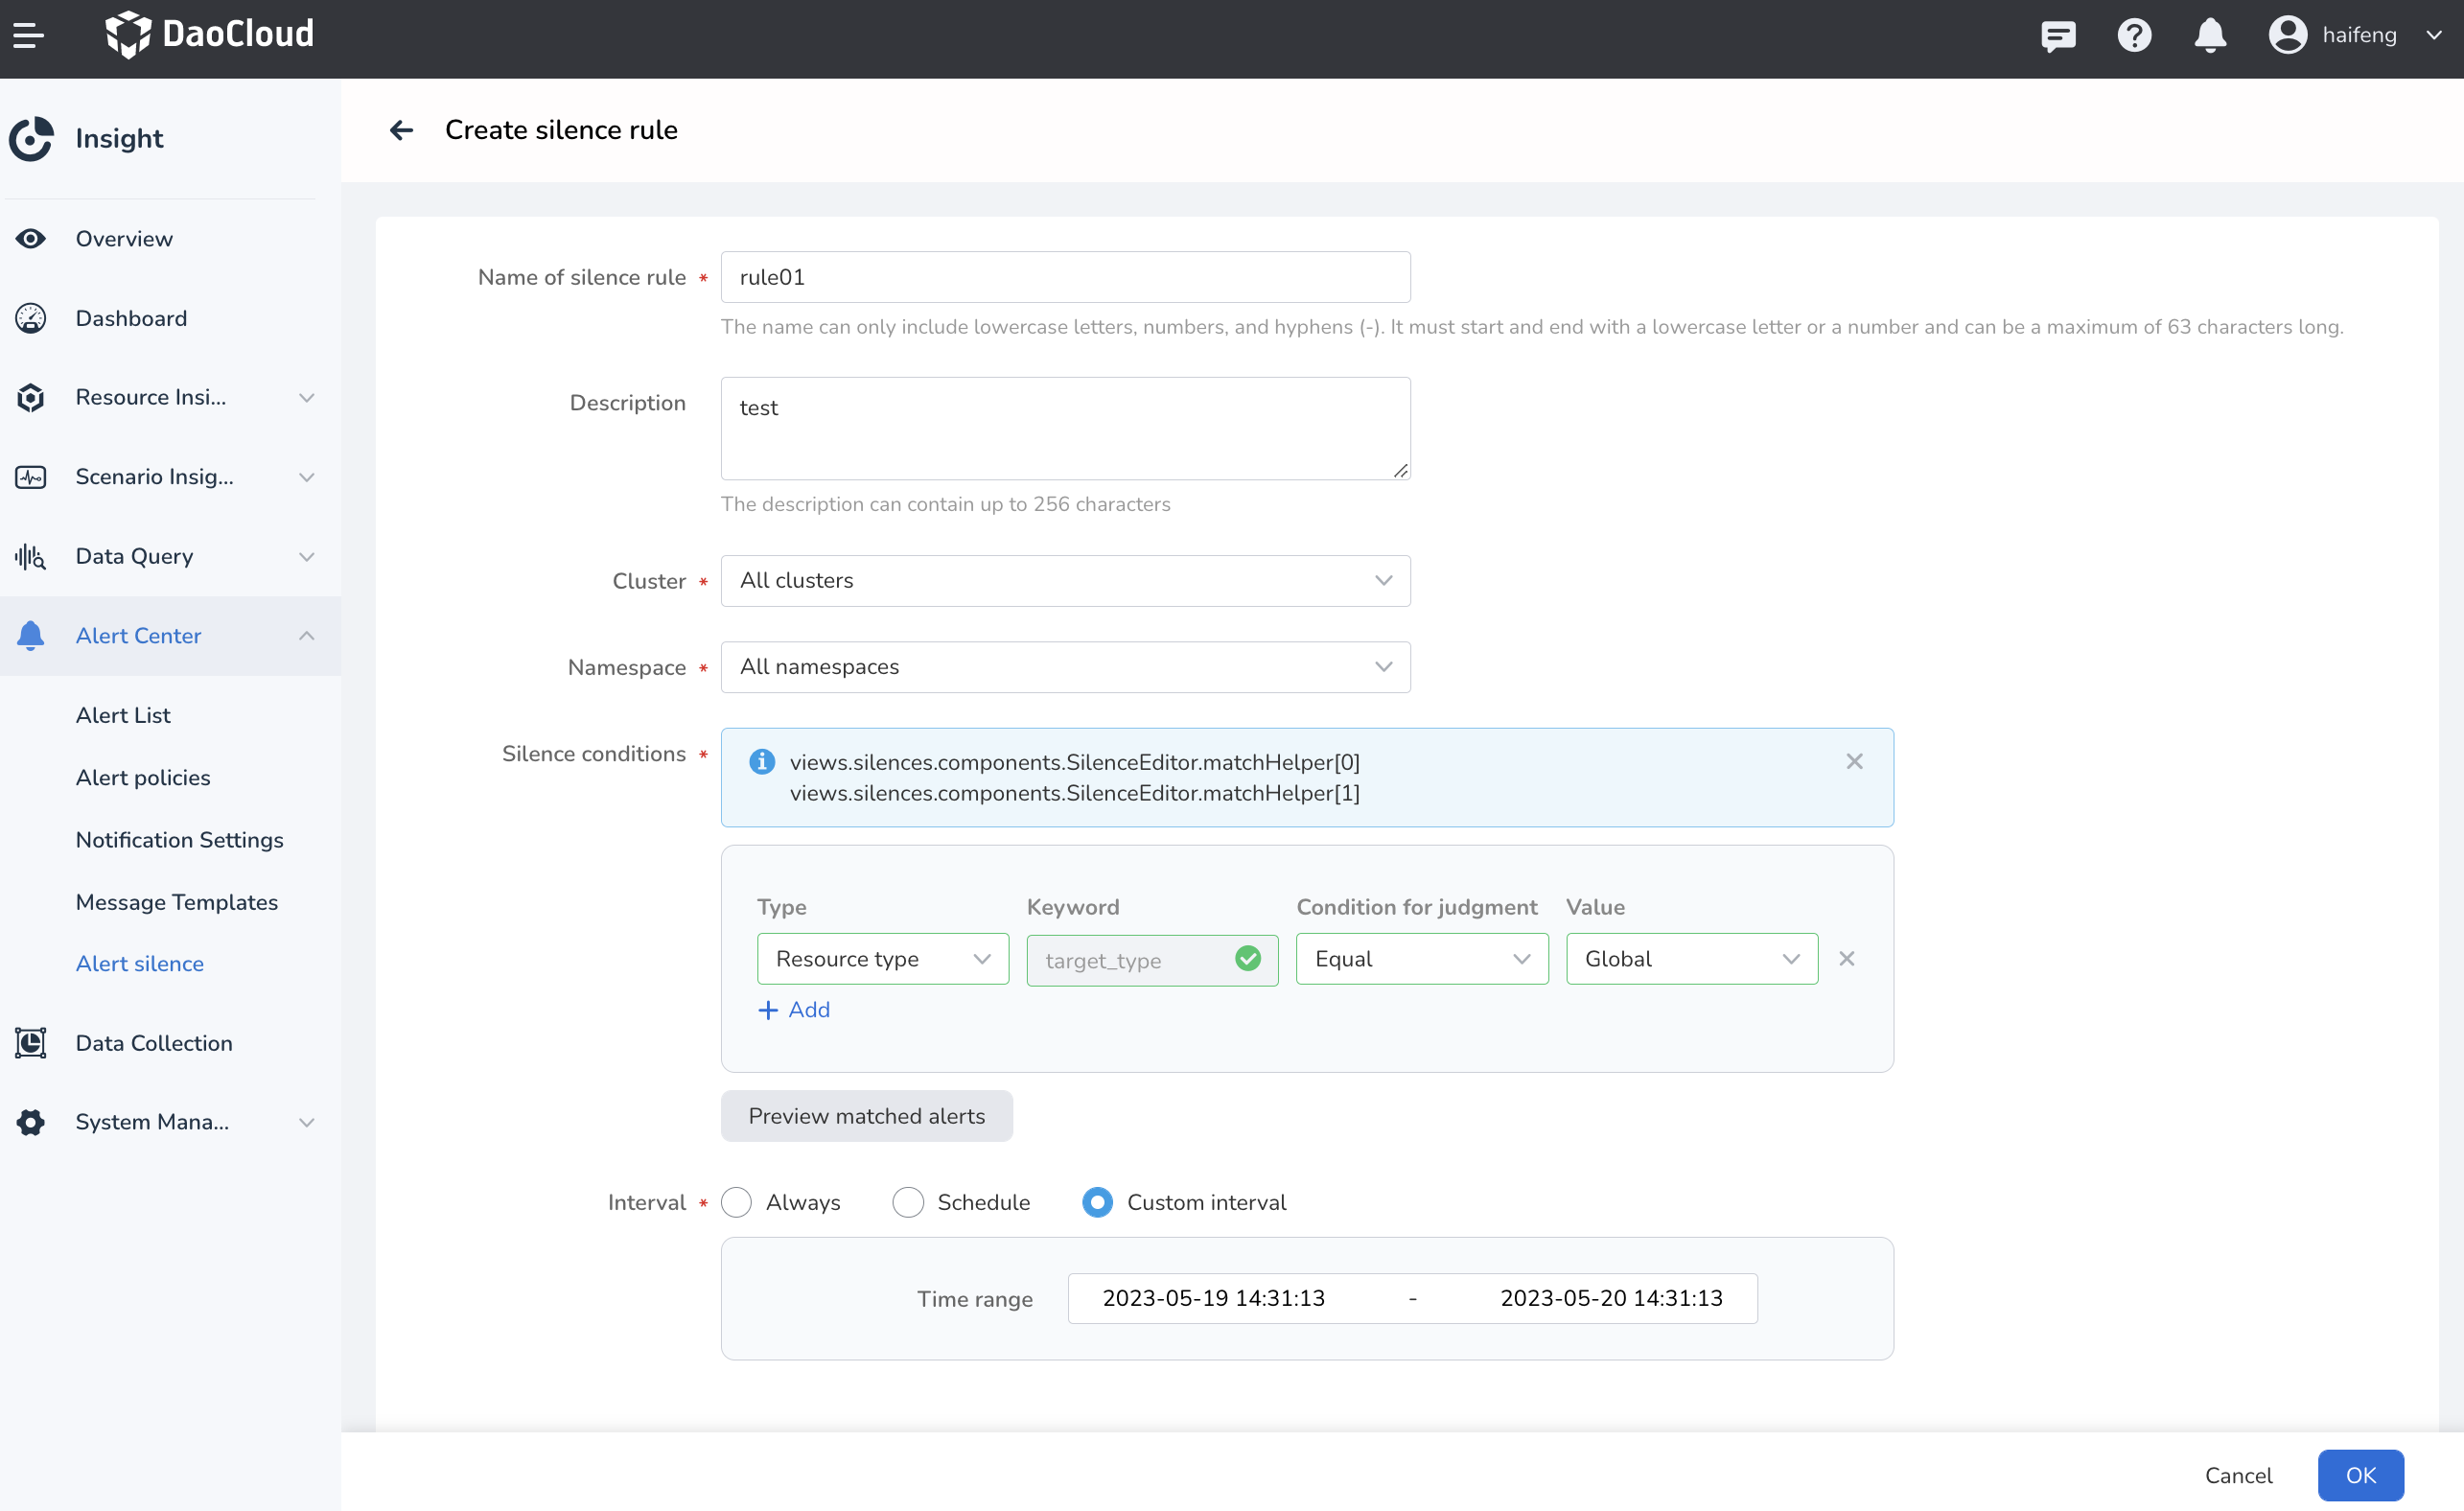 DaoCloud
haifeng
Insight
Overview
Dashboard
Resource Insi...
Scenario Insig...
Data Query
Alert Center
Alert List
Alert policies
Notification Settings
Message Templates
Alert silence
Data Collection
System Mana...
Create silence rule
Name of silence rule * rule01
The name can only include lowercase letters, numbers, and hyphens (-). It must start and end with a lowercase letter or a number and can be a maximum of 63 characters long.
Description test
The description can contain up to 256 characters
Cluster * All clusters
Namespace * All namespaces
Silence conditions * views.silences.components.SilenceEditor.matchHelper[0]
views.silences.components.SilenceEditor.matchHelper[1]
Type Keyword Condition for judgment Value
Resource type target_type Equal Global
+ Add
Preview matched alerts
Interval * Always Schedule Custom interval
Time range 2023-05-19 14:31:13 - 2023-05-20 14:31:13
Cancel OK